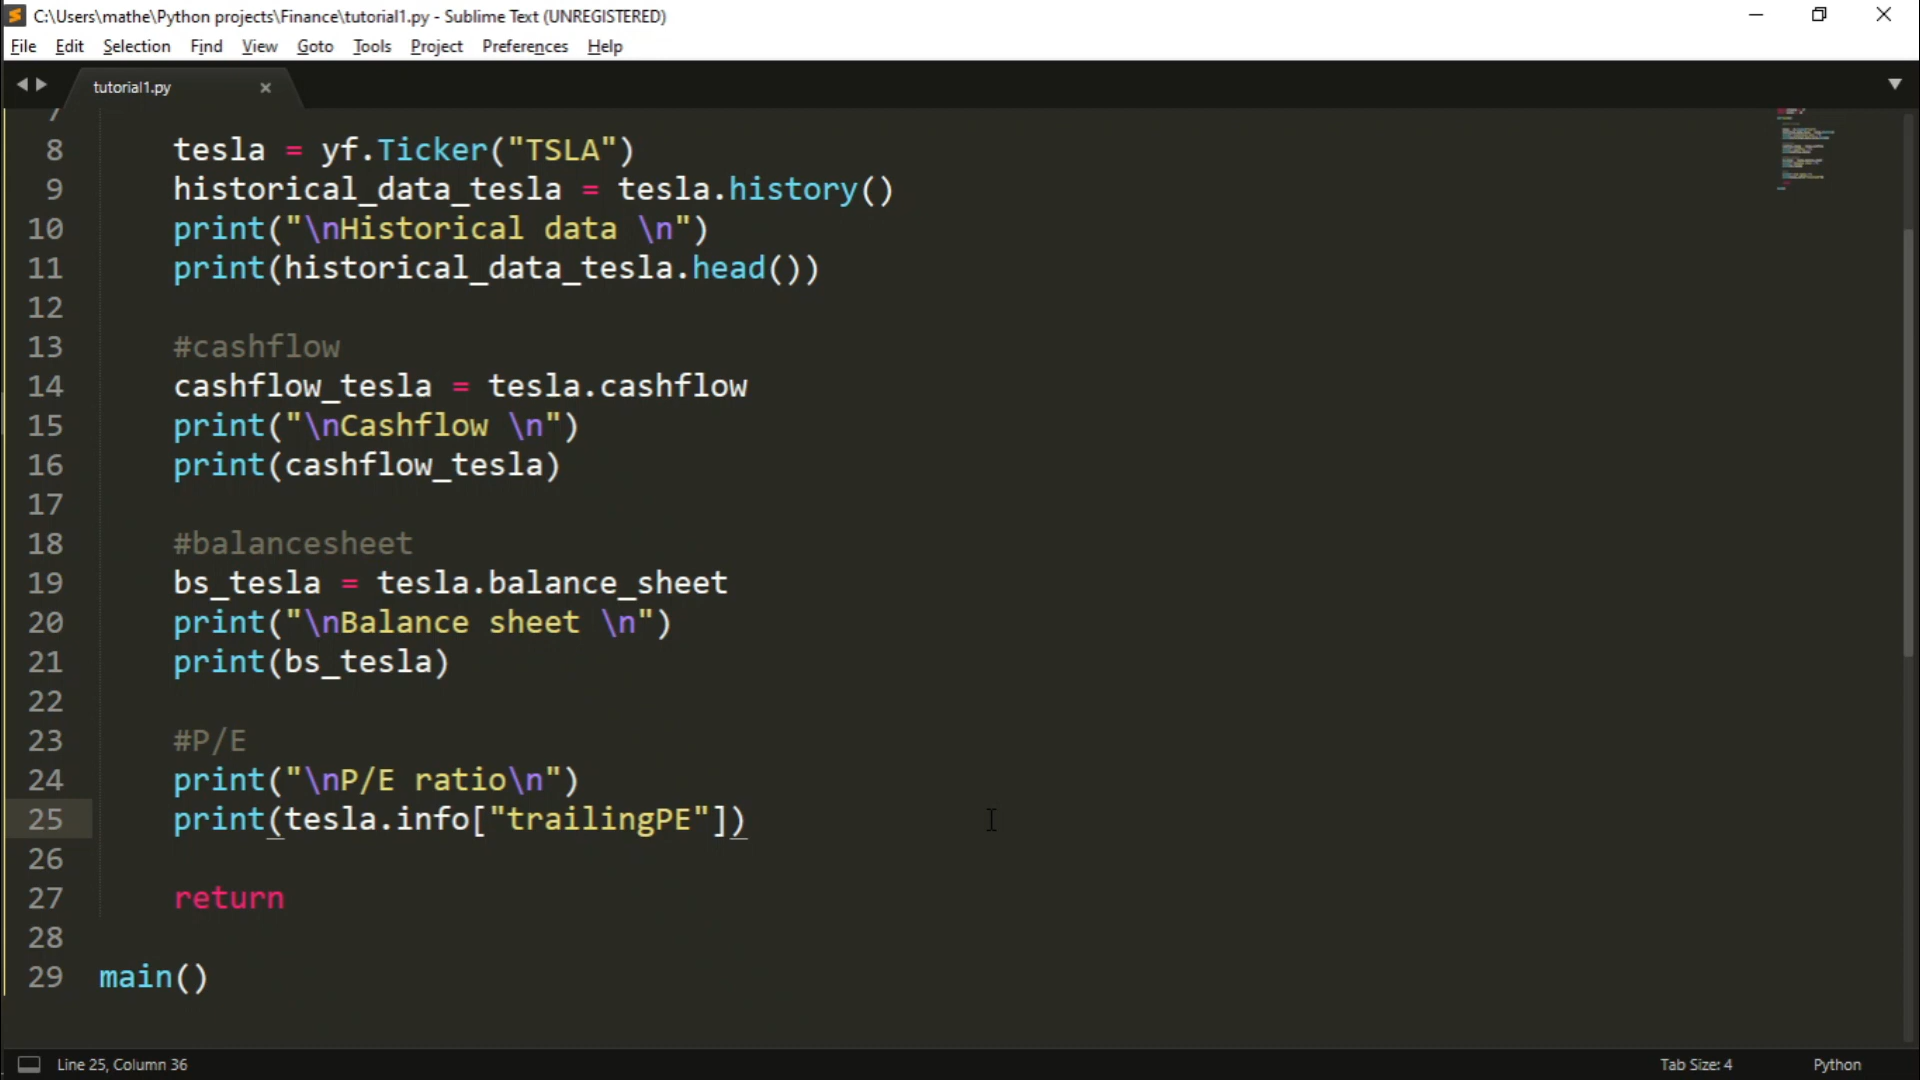 C:\Users\mathe\Python projects\Finance\tutorial1.py - Sublime Text (UNREGISTERED)
File Edit Selection Find View Goto Tools Project Preferences Help
tutorial1.py
7
8 tesla = yf.Ticker("TSLA")
9 historical_data_tesla = tesla.history()
10 print("\nHistorical data \n")
11 print(historical_data_tesla.head())
12
13 #cashflow
14 cashflow_tesla = tesla.cashflow
15 print("\nCashflow \n")
16 print(cashflow_tesla)
17
18 #balancesheet
19 bs_tesla = tesla.balance_sheet
20 print("\nBalance sheet \n")
21 print(bs_tesla)
22
23 #P/E
24 print("\nP/E ratio\n")
25 print(tesla.info["trailingPE"])
26
27 return
28
29 main()
Line 25, Column 36 Tab Size: 4 Python